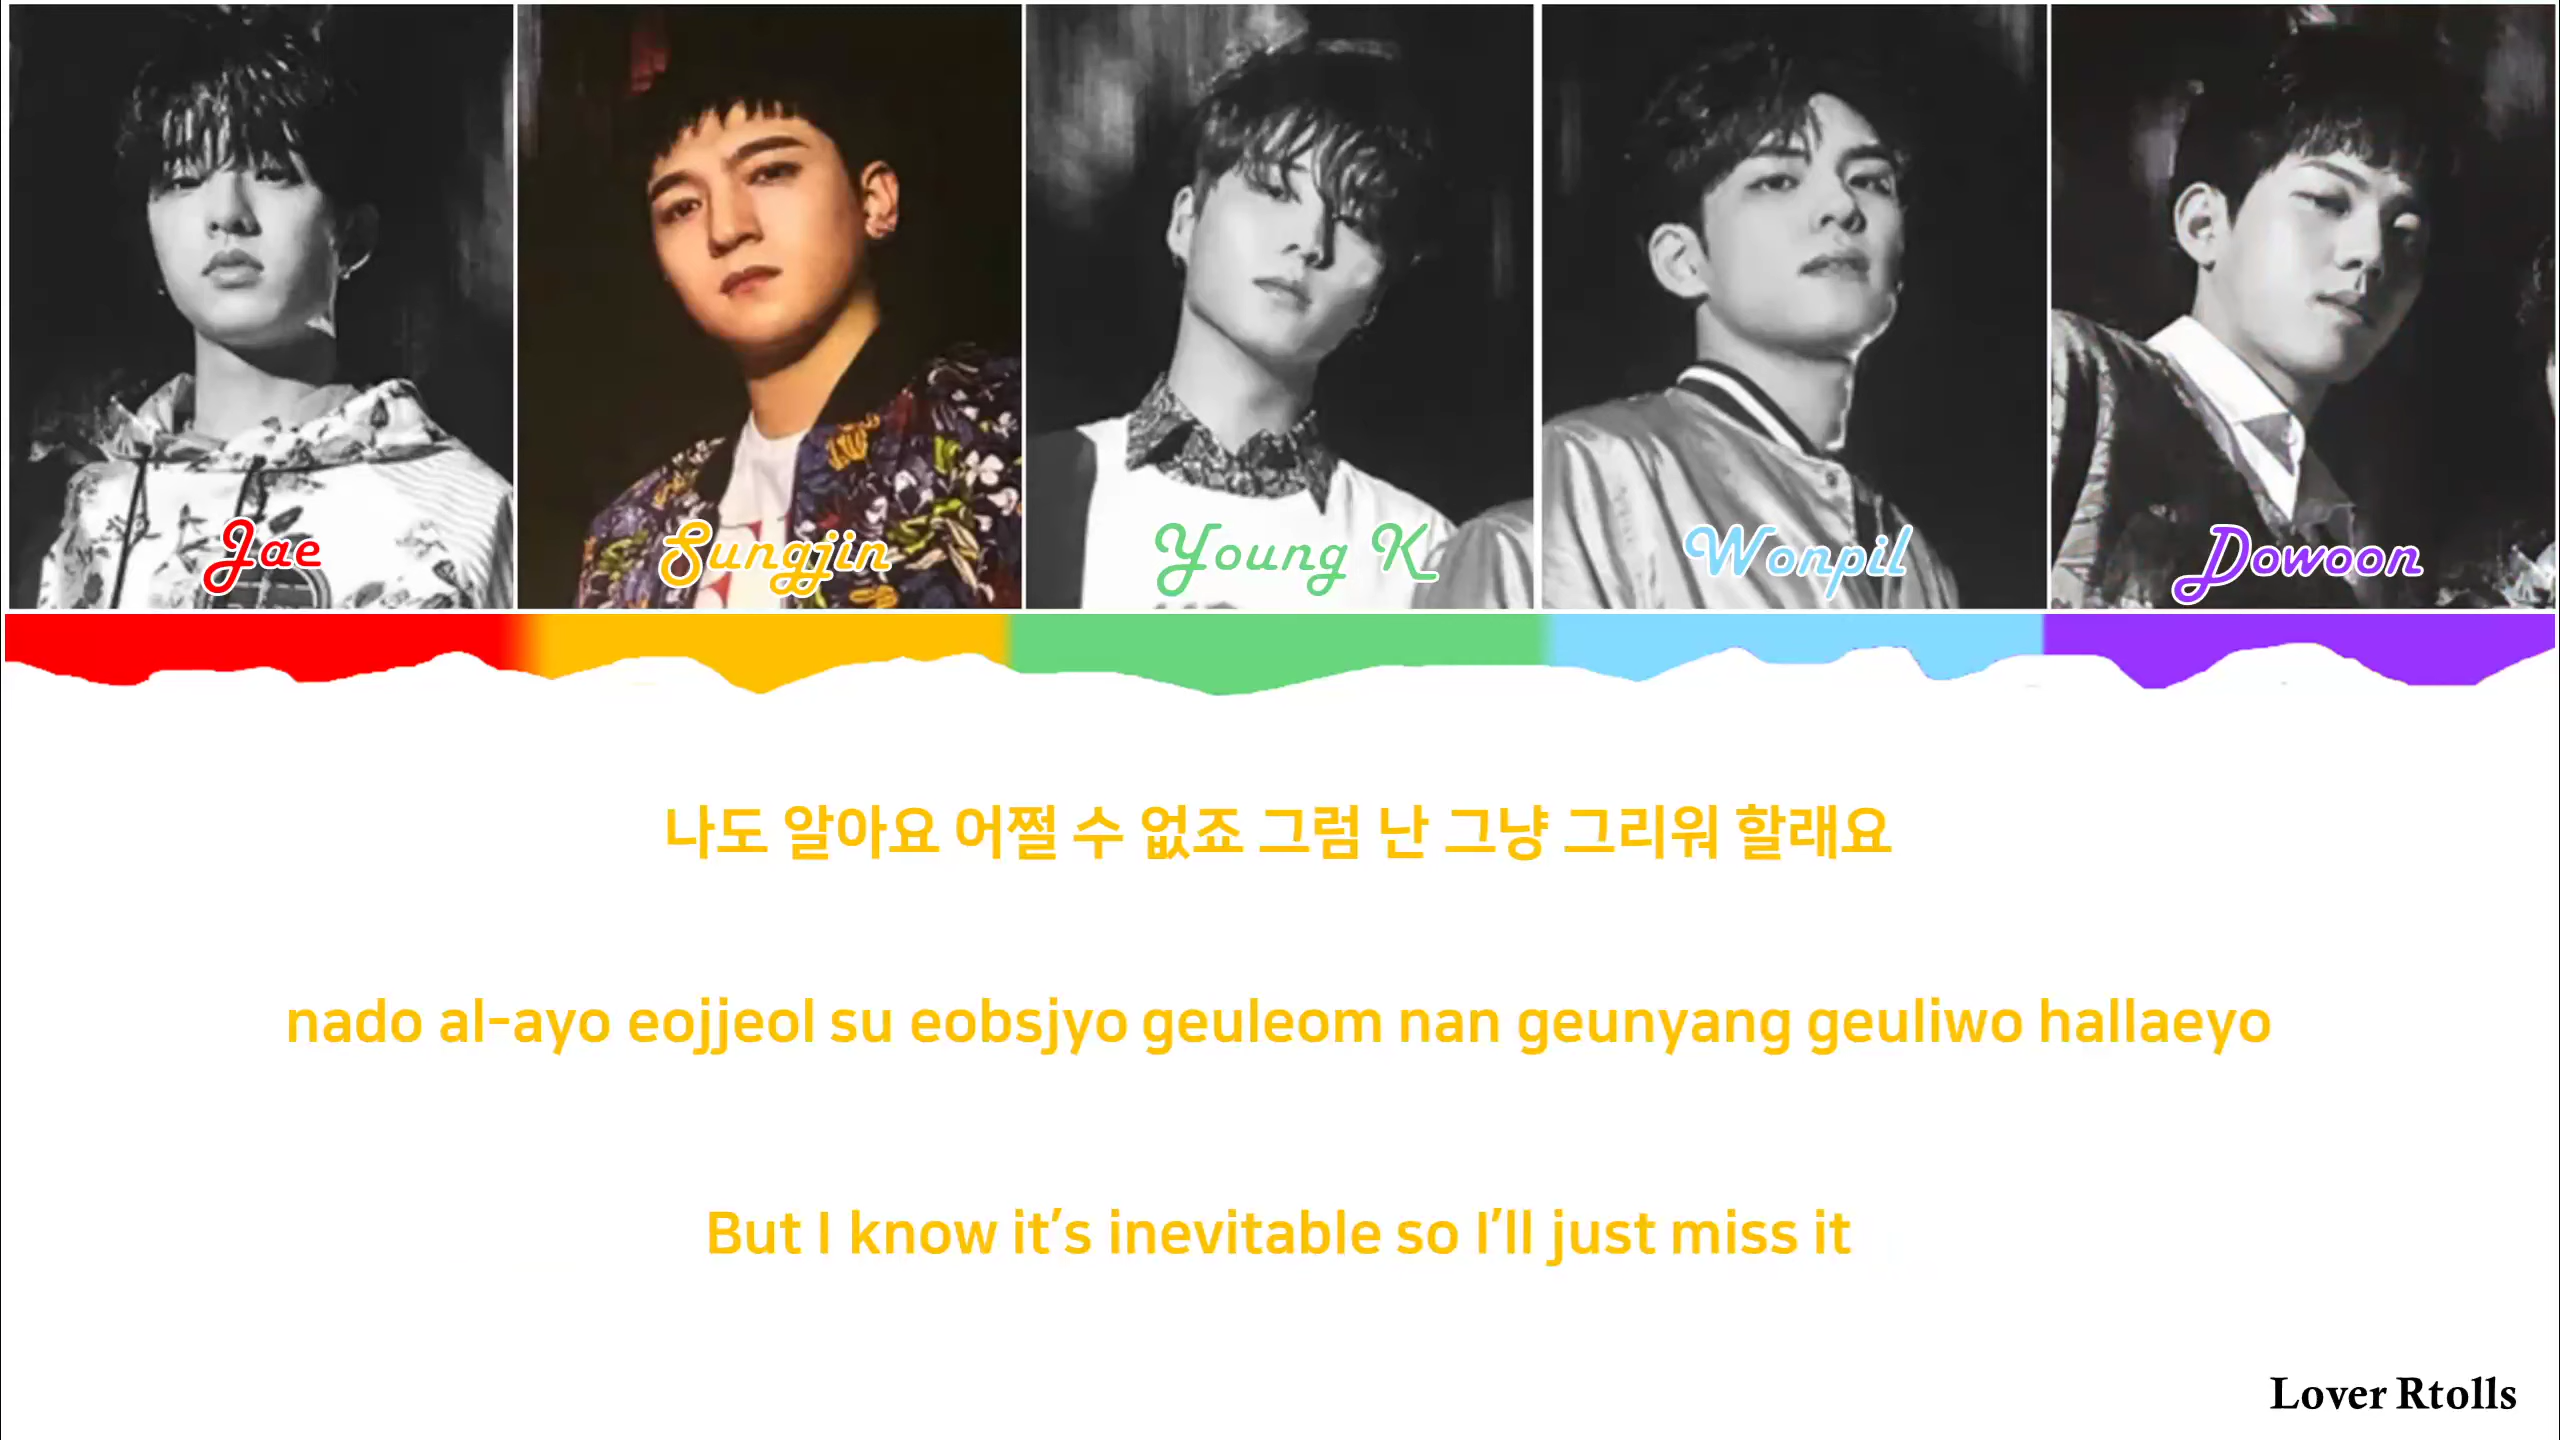 Jae
Sungjin
Young K
Wonpil
Dowoon
나도 알아요 어쩔 수 없죠 그럼 난 그냥 그리워 할래요
nado al-ayo eojjeol su eobsjyo geuleom nan geunyang geuliwo hallaeyo
But I know it's inevitable so I'll just miss it
Lover Rtolls